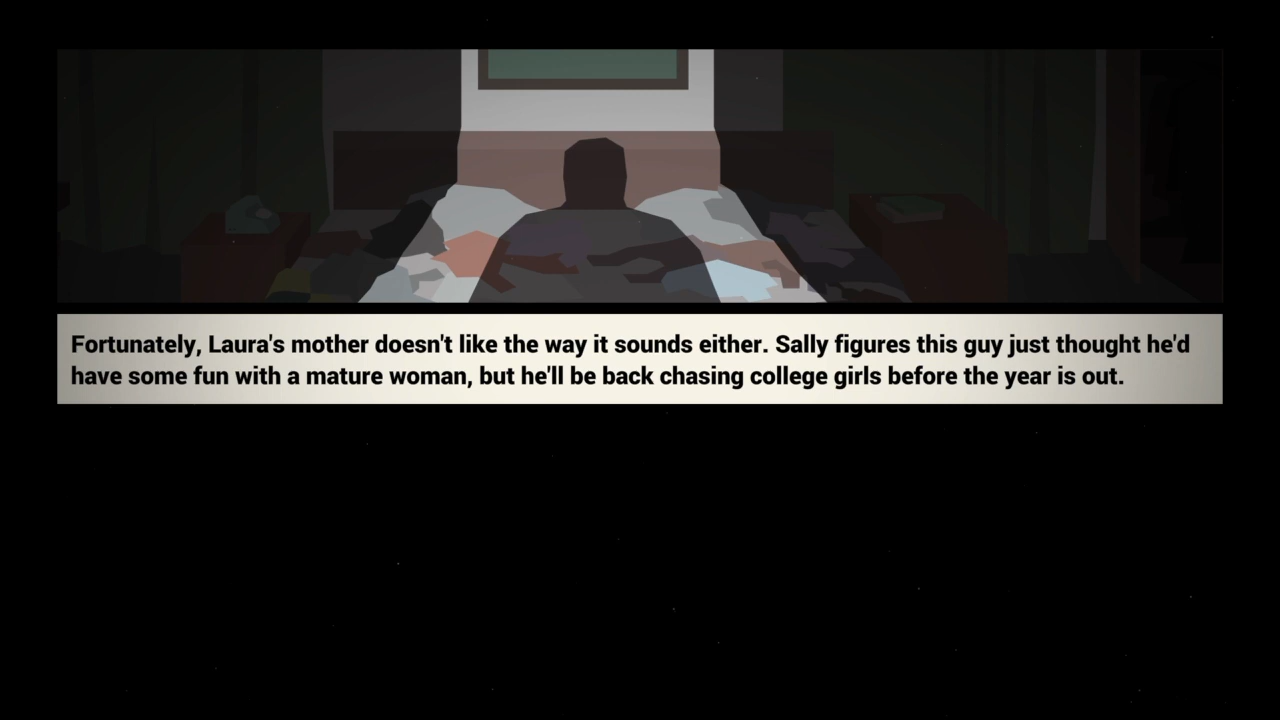 Fortunately, Laura's mother doesn't like the way it sounds either. Sally figures this guy just thought he'd
have some fun with a mature woman, but he'll be back chasing college girls before the year is out.